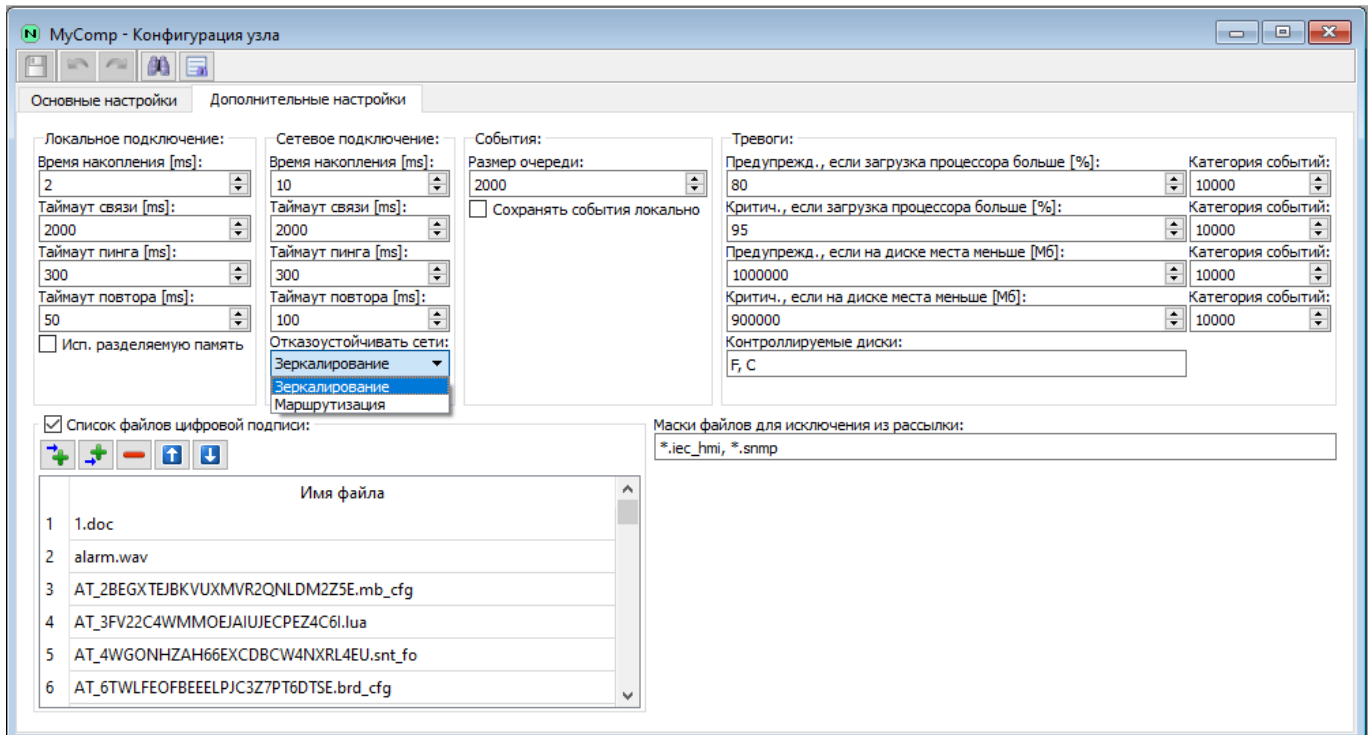 MyComp - Конфигурация узла
Основные настройки Дополнительные настройки
Локальное подключение:
Время накопления [ms]:
2
Таймаут связи [ms]:
2000
Таймаут пинга [ms]:
300
Таймаут повтора [ms]:
50
Исп. разделяемую память
Сетевое подключение:
Время накопления [ms]:
10
Таймаут связи [ms]:
2000
Таймаут пинга [ms]:
300
Таймаут повтора [ms]:
100
Отказоустойчивать сети:
Зеркалирование
Зеркалирование
Маршрутизация
События:
Размер очереди:
2000
Сохранять события локально
Тревоги:
Предупрежд., если загрузка процессора больше [%]: Категория событий:
80 10000
Критич., если загрузка процессора больше [%]: Категория событий:
95 10000
Предупрежд., если на диске места меньше [Мб]: Категория событий:
1000000 10000
Критич., если на диске места меньше [Мб]: Категория событий:
900000 10000
Контроллируемые диски:
F, C
Список файлов цифровой подписи:
Имя файла
1 1.doc
2 alarm.wav
3 AT_2BEGXTEJBKVUXMVR2QNLDM2Z5E.mb_cfg
4 AT_3FV22C4WMMOEJAIUJECPEZ4C6I.lua
5 AT_4WGONHZAH66EXCDBCW4NXRL4EU.snt_fo
6 AT_6TWLFEOFBEEELPJC3Z7PT6DTSE.brd_cfg
Маски файлов для исключения из рассылки:
*.iec_hmi, *.snmp